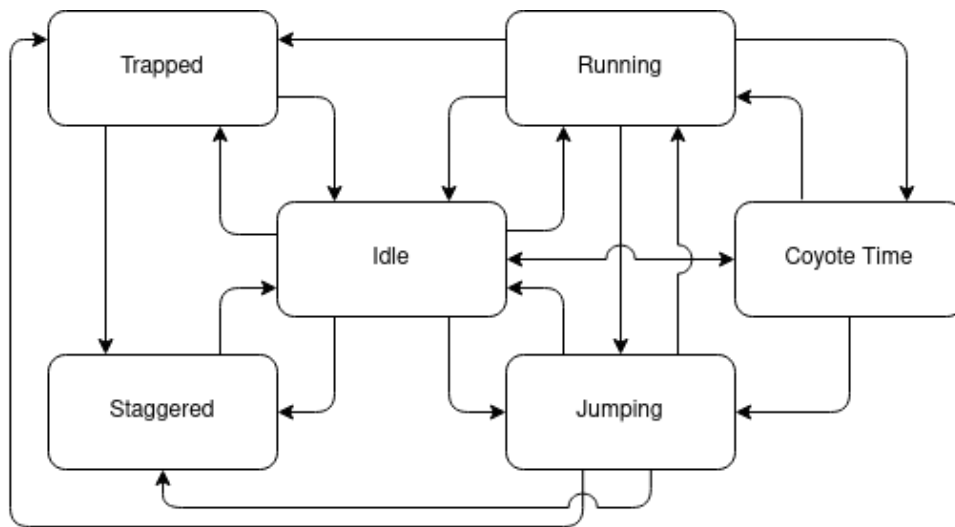 Trapped
Running
Idle
Coyote Time
Staggered
Jumping